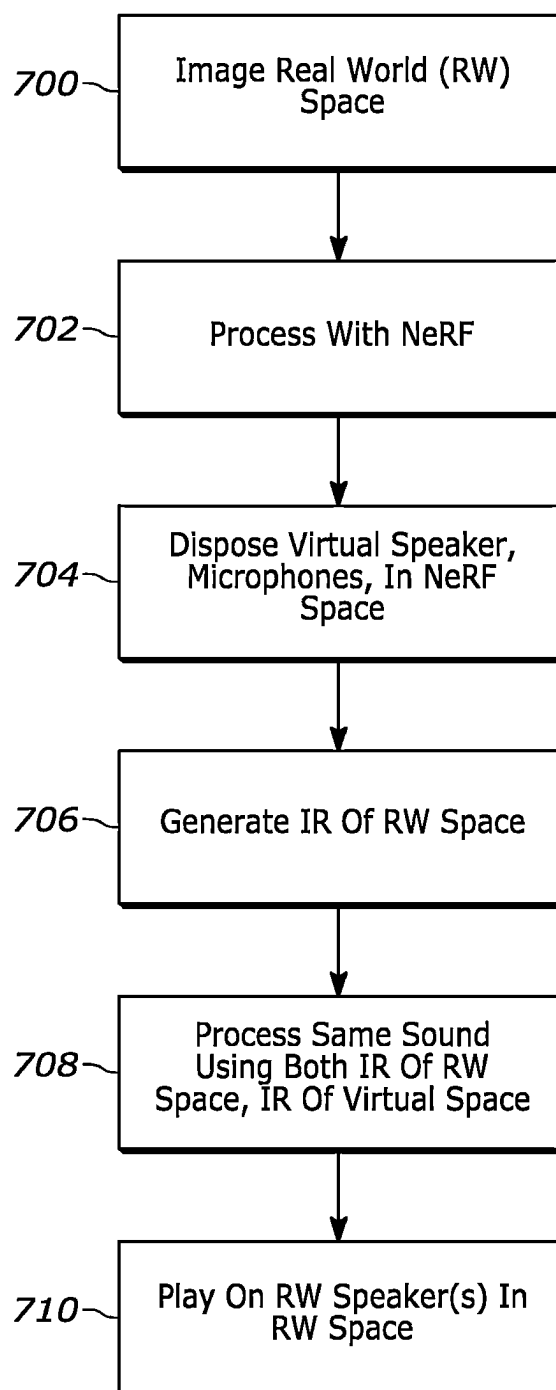 700
Image Real World (RW)
Space
702
Process With NeRF
704
Dispose Virtual Speaker,
Microphones, In NeRF
Space
706
Generate IR Of RW Space
708
Process Same Sound
Using Both IR Of RW
Space, IR Of Virtual Space
710
Play On RW Speaker(s) In
RW Space